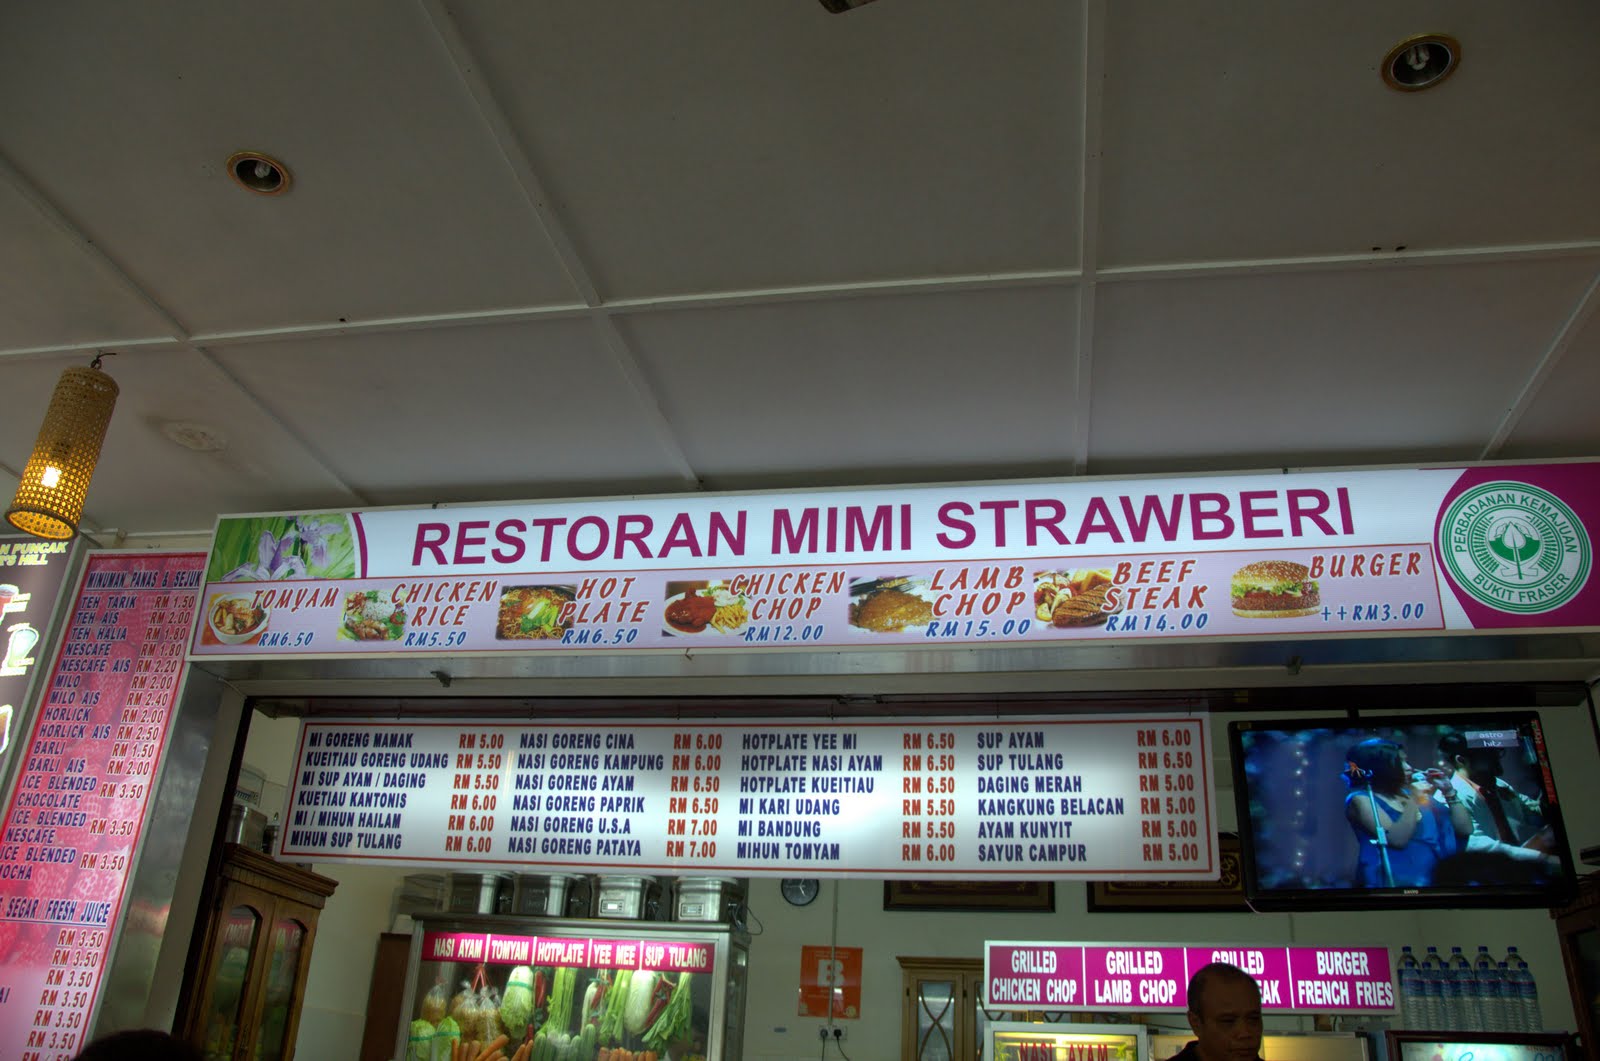 RESTORAN MIMI STRAWBERI
PERBADANAN KEMAJUAN
BUKIT FRASER
TOMYAM
RM6.50
CHICKEN
RICE
RM5.50
HOT
PLATE
RM6.50
CHICKEN
CHOP
RM12.00
LAMB
CHOP
RM15.00
BEEF
STEAK
RM14.00
BURGER
++RM3.00
N PUNCAK
R'S HILL
MINUMAN PANAS & SEJUK
TEH TARIK RM 1.50
TEH AIS RM 2.00
TEH HALIA RM 1.80
NESCAFE RM 1.80
NESCAFE AIS RM 2.20
MILO RM 2.00
MILO AIS RM 2.40
HORLICK RM 2.00
HORLICK AIS RM 2.50
BARLI RM 1.50
BARLI AIS RM 2.00
ICE BLENDED
CHOCOLATE RM 3.50
ICE BLENDED
NESCAFE RM 3.50
ICE BLENDED
MOCHA RM 3.50
SEGAR/FRESH JUICE
RM 3.50
RM 3.50
RM 3.50
RM 3.50
RM 3.50
RM 3.50
MI GORENG MAMAK RM 5.00
KUEITIAU GORENG UDANG RM 5.50
MI SUP AYAM / DAGING RM 5.50
KUETIAU KANTONIS RM 6.00
MI / MIHUN HAILAM RM 6.00
MIHUN SUP TULANG RM 6.00
NASI GORENG CINA RM 6.00
NASI GORENG KAMPUNG RM 6.00
NASI GORENG AYAM RM 6.50
NASI GORENG PAPRIK RM 6.50
NASI GORENG U.S.A RM 7.00
NASI GORENG PATAYA RM 7.00
HOTPLATE YEE MI RM 6.50
HOTPLATE NASI AYAM RM 6.50
HOTPLATE KUEITIAU RM 6.50
MI KARI UDANG RM 5.50
MI BANDUNG RM 5.50
MIHUN TOMYAM RM 6.00
SUP AYAM RM 6.00
SUP TULANG RM 6.50
DAGING MERAH RM 5.00
KANGKUNG BELACAN RM 5.00
AYAM KUNYIT RM 5.00
SAYUR CAMPUR RM 5.00
astro
hitz
NASI AYAM TOMYAM HOTPLATE YEE MEE SUP TULANG
B
GRILLED
CHICKEN CHOP
GRILLED
LAMB CHOP
BURGER
FRENCH FRIES
NASI AYAM